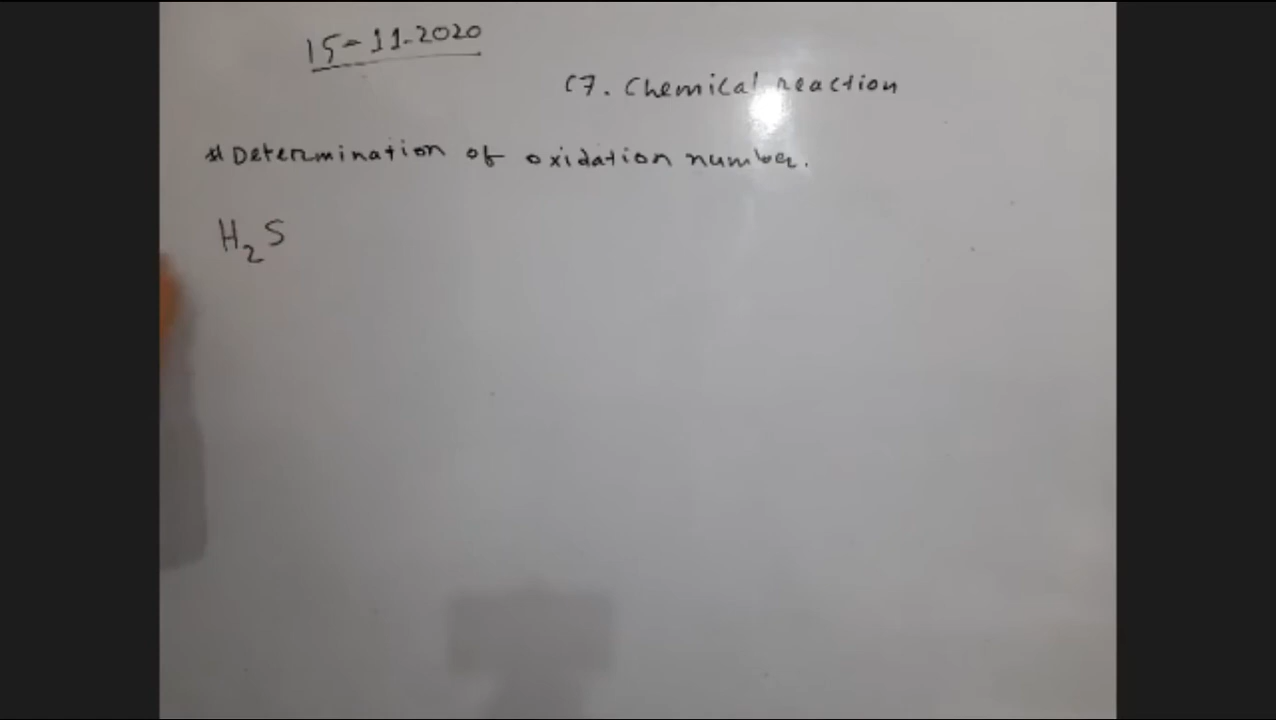 15-11-2020
C7. Chemical reaction
* Determination of oxidation number.
H₂S